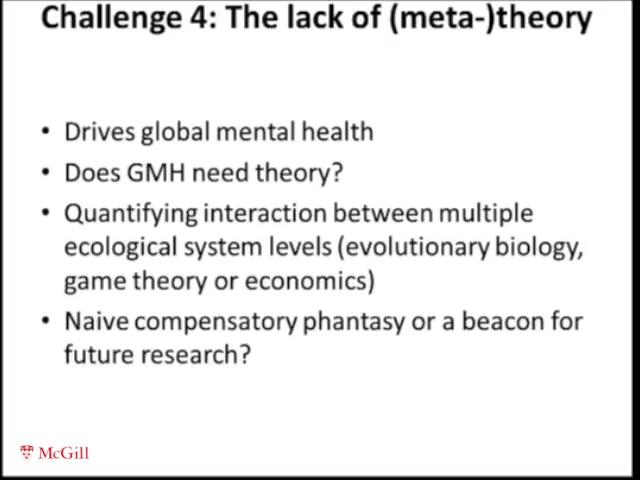 Challenge 4: The lack of (meta-)theory
• Drives global mental health
• Does GMH need theory?
• Quantifying interaction between multiple
ecological system levels (evolutionary biology,
game theory or economics)
• Naive compensatory phantasy or a beacon for
future research?
McGill